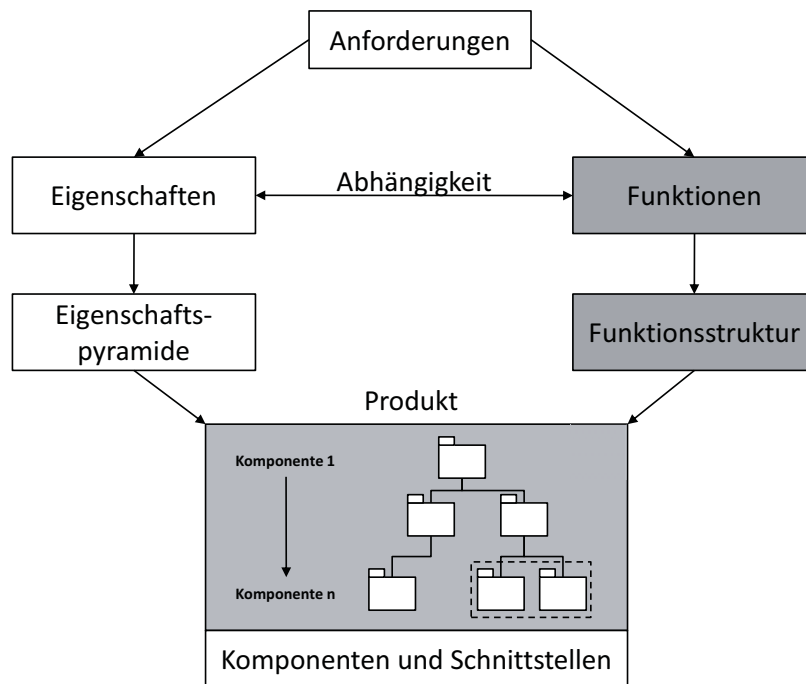 Anforderungen
Eigenschaften
Abhängigkeit
Funktionen
Eigenschafts-
pyramide
Funktionsstruktur
Produkt
Komponente 1
Komponente n
Komponenten und Schnittstellen